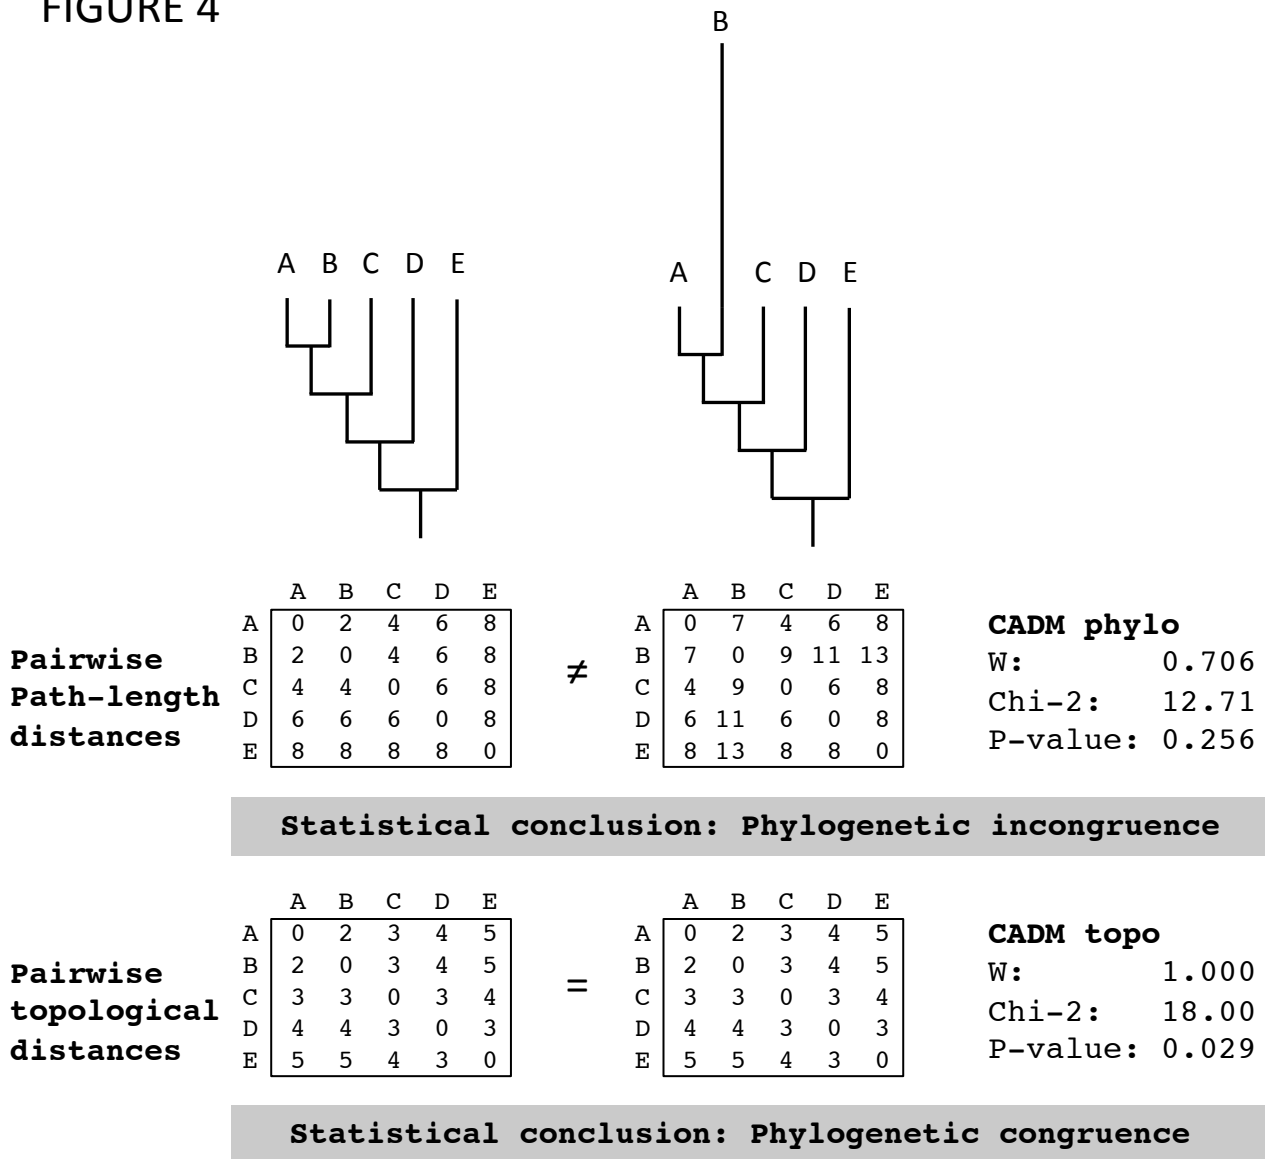 FIGURE 4
B
A B C D E
A C D E
A B C D E
A 0 2 4 6 8
B 2 0 4 6 8
C 4 4 0 6 8
D 6 6 6 0 8
E 8 8 8 8 0
Pairwise
Path-length
distances
≠
A B C D E
A 0 7 4 6 8
B 7 0 9 11 13
C 4 9 0 6 8
D 6 11 6 0 8
E 8 13 8 8 0
CADM phylo
W: 0.706
Chi-2: 12.71
P-value: 0.256
Statistical conclusion: Phylogenetic incongruence
A B C D E
A 0 2 3 4 5
B 2 0 3 4 5
C 3 3 0 3 4
D 4 4 3 0 3
E 5 5 4 3 0
Pairwise
topological
distances
=
A B C D E
A 0 2 3 4 5
B 2 0 3 4 5
C 3 3 0 3 4
D 4 4 3 0 3
E 5 5 4 3 0
CADM topo
W: 1.000
Chi-2: 18.00
P-value: 0.029
Statistical conclusion: Phylogenetic congruence